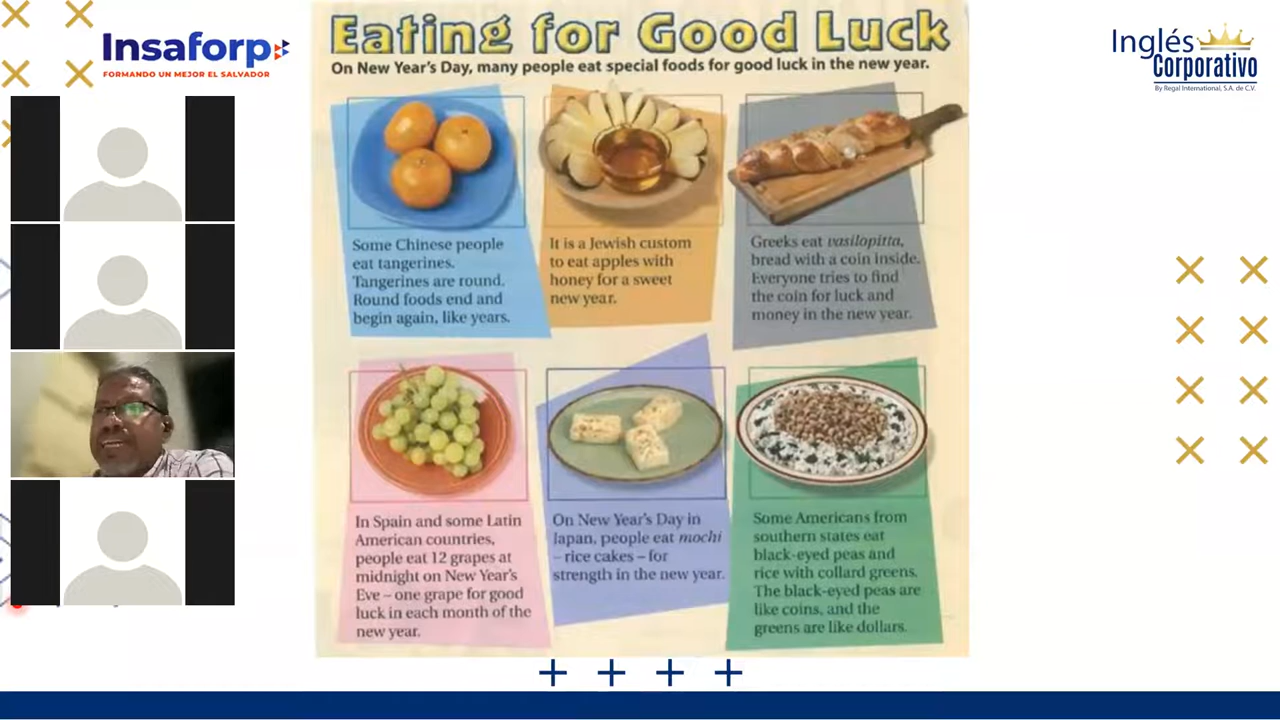 Insaforp
FORMANDO UN MEJOR EL SALVADOR
Inglés
Corporativo
By Regal International, S.A. de C.V.
Eating for Good Luck
On New Year's Day, many people eat special foods for good luck in the new year.
Some Chinese people
eat tangerines.
Tangerines are round.
Round foods end and
begin again, like years.
It is a Jewish custom
to eat apples with
honey for a sweet
new year.
Greeks eat vasilopitta,
bread with a coin inside.
Everyone tries to find
the coin for luck and
money in the new year.
In Spain and some Latin
American countries,
people eat 12 grapes at
midnight on New Year's
Eve – one grape for good
luck in each month of the
new year.
On New Year's Day in
Japan, people eat mochi
– rice cakes – for
strength in the new year.
Some Americans from
southern states eat
black-eyed peas and
rice with collard greens.
The black-eyed peas are
like coins, and the
greens are like dollars.